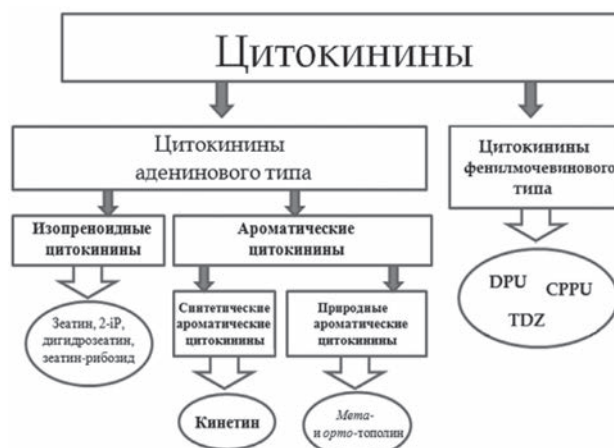 Цитокинины
Цитокинины
аденинового типа
Цитокинины
фенилмочевинового
типа
Изопреноидные
цитокинины
Ароматические
цитокинины
DPU
CPPU
TDZ
Зеатин, 2-iP,
дигидрозеатин,
зеатин-рибозид
Синтетические
ароматические
цитокинины
Природные
ароматические
цитокинины
Кинетин
Мета-
и орто-тополин